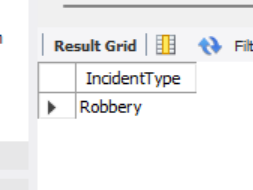 Result Grid Filt
IncidentType
Robbery